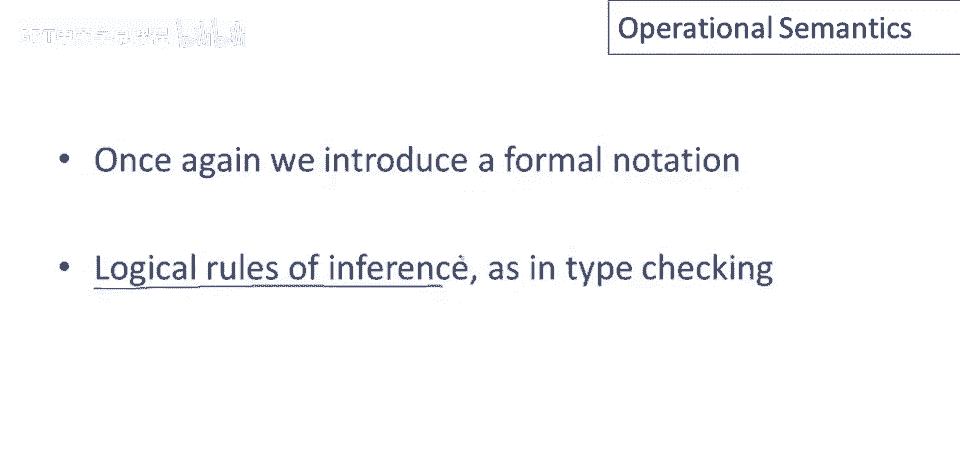 Operational Semantics
• Once again we introduce a formal notation
• Logical rules of inference, as in type checking